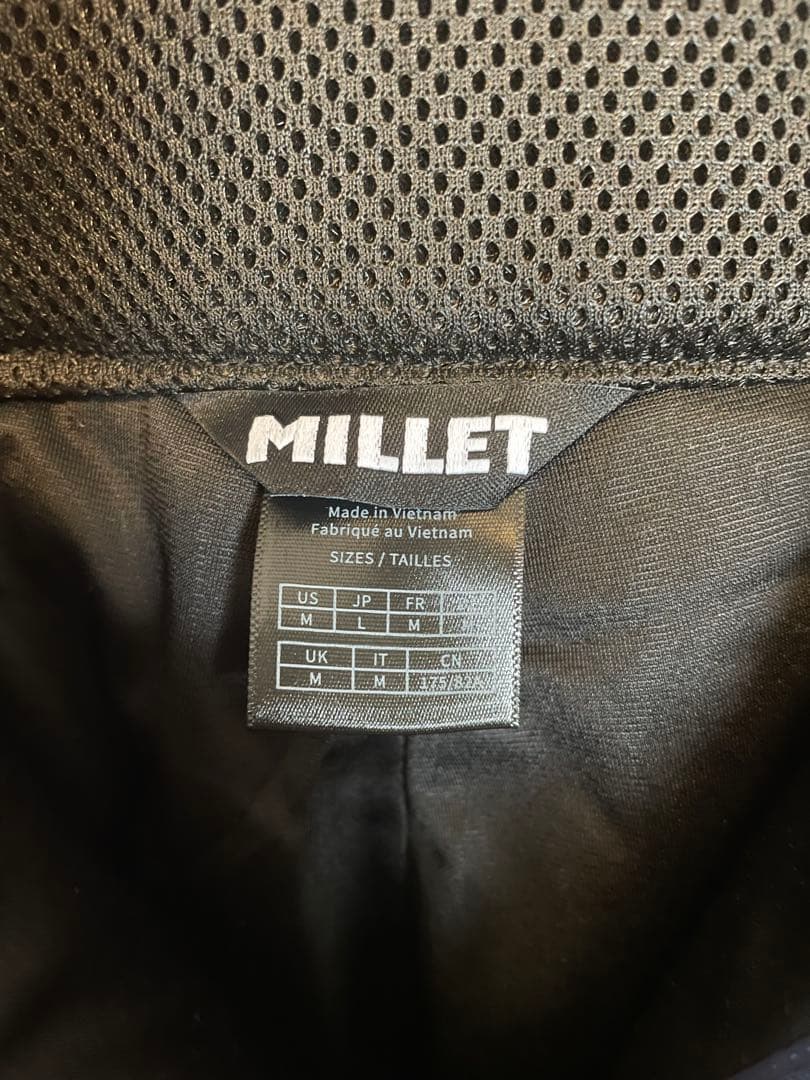 MILLET
Made in Vietnam
Fabriqué au Vietnam
SIZES / TAILLES
US JP FR
M L M
UK IT CN
M M